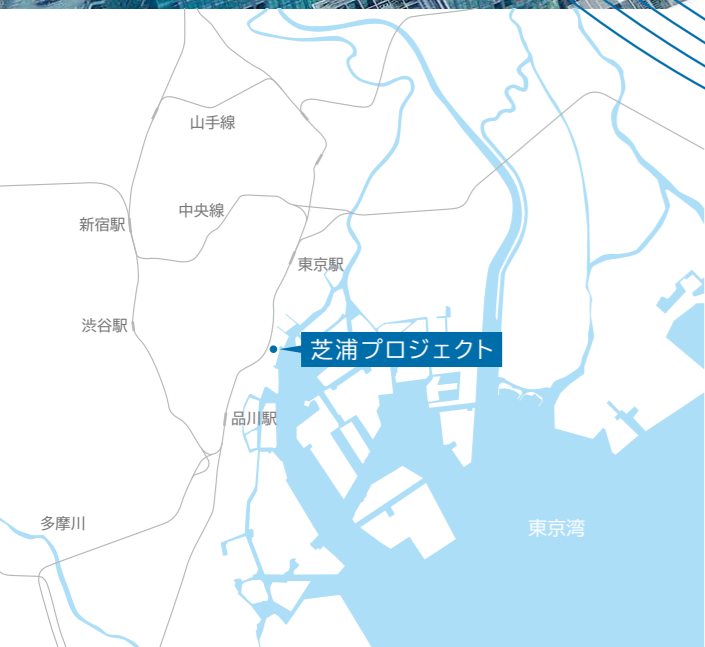 山手線
中央線
新宿駅
東京駅
渋谷駅
芝浦プロジェクト
品川駅
多摩川
東京湾